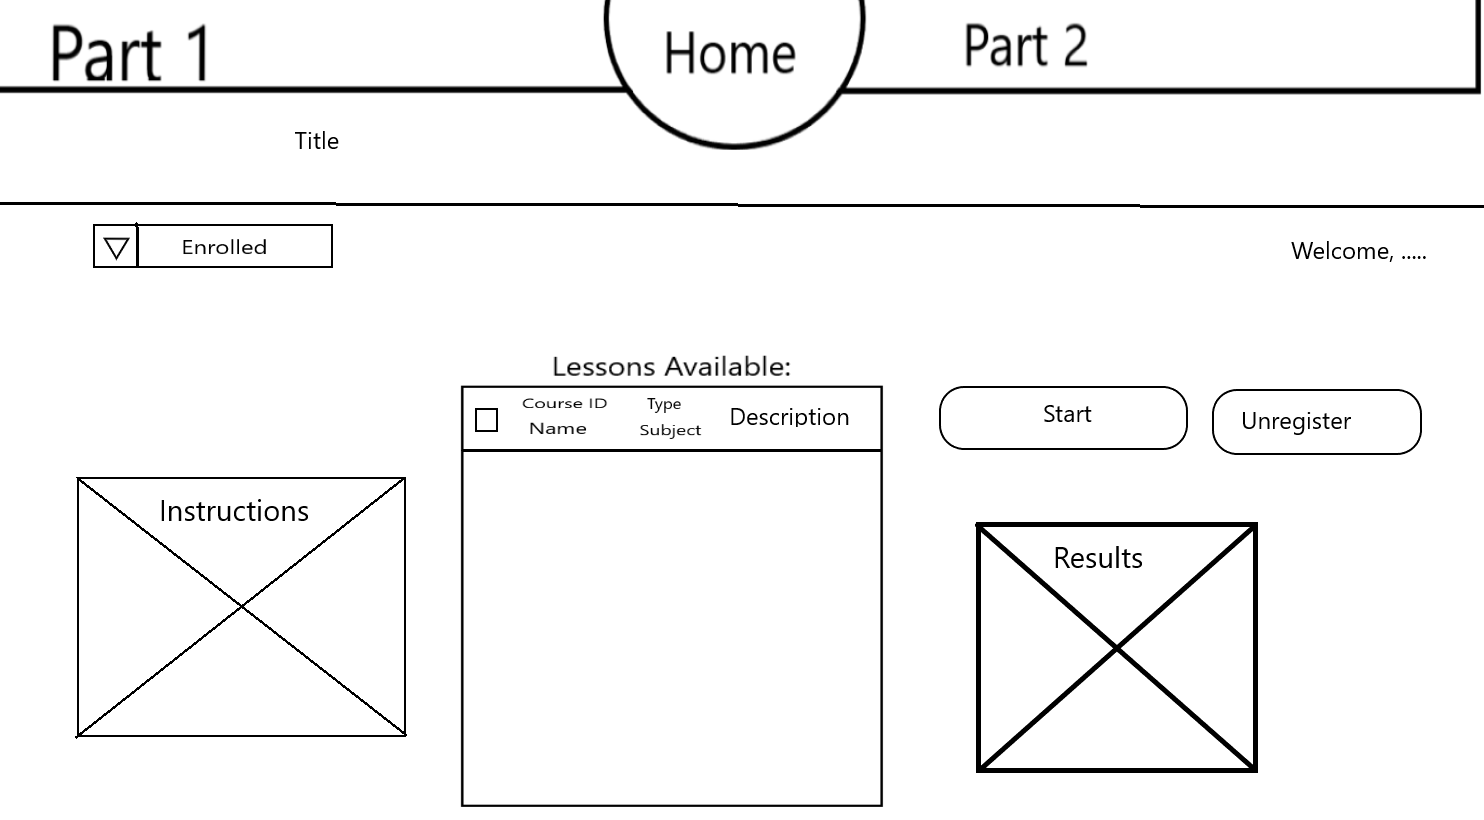 Part 1
Home
Part 2
Title
Enrolled
Welcome, .....
Lessons Available:
Course ID
Name
Type
Subject
Description
Start
Unregister
Instructions
Results